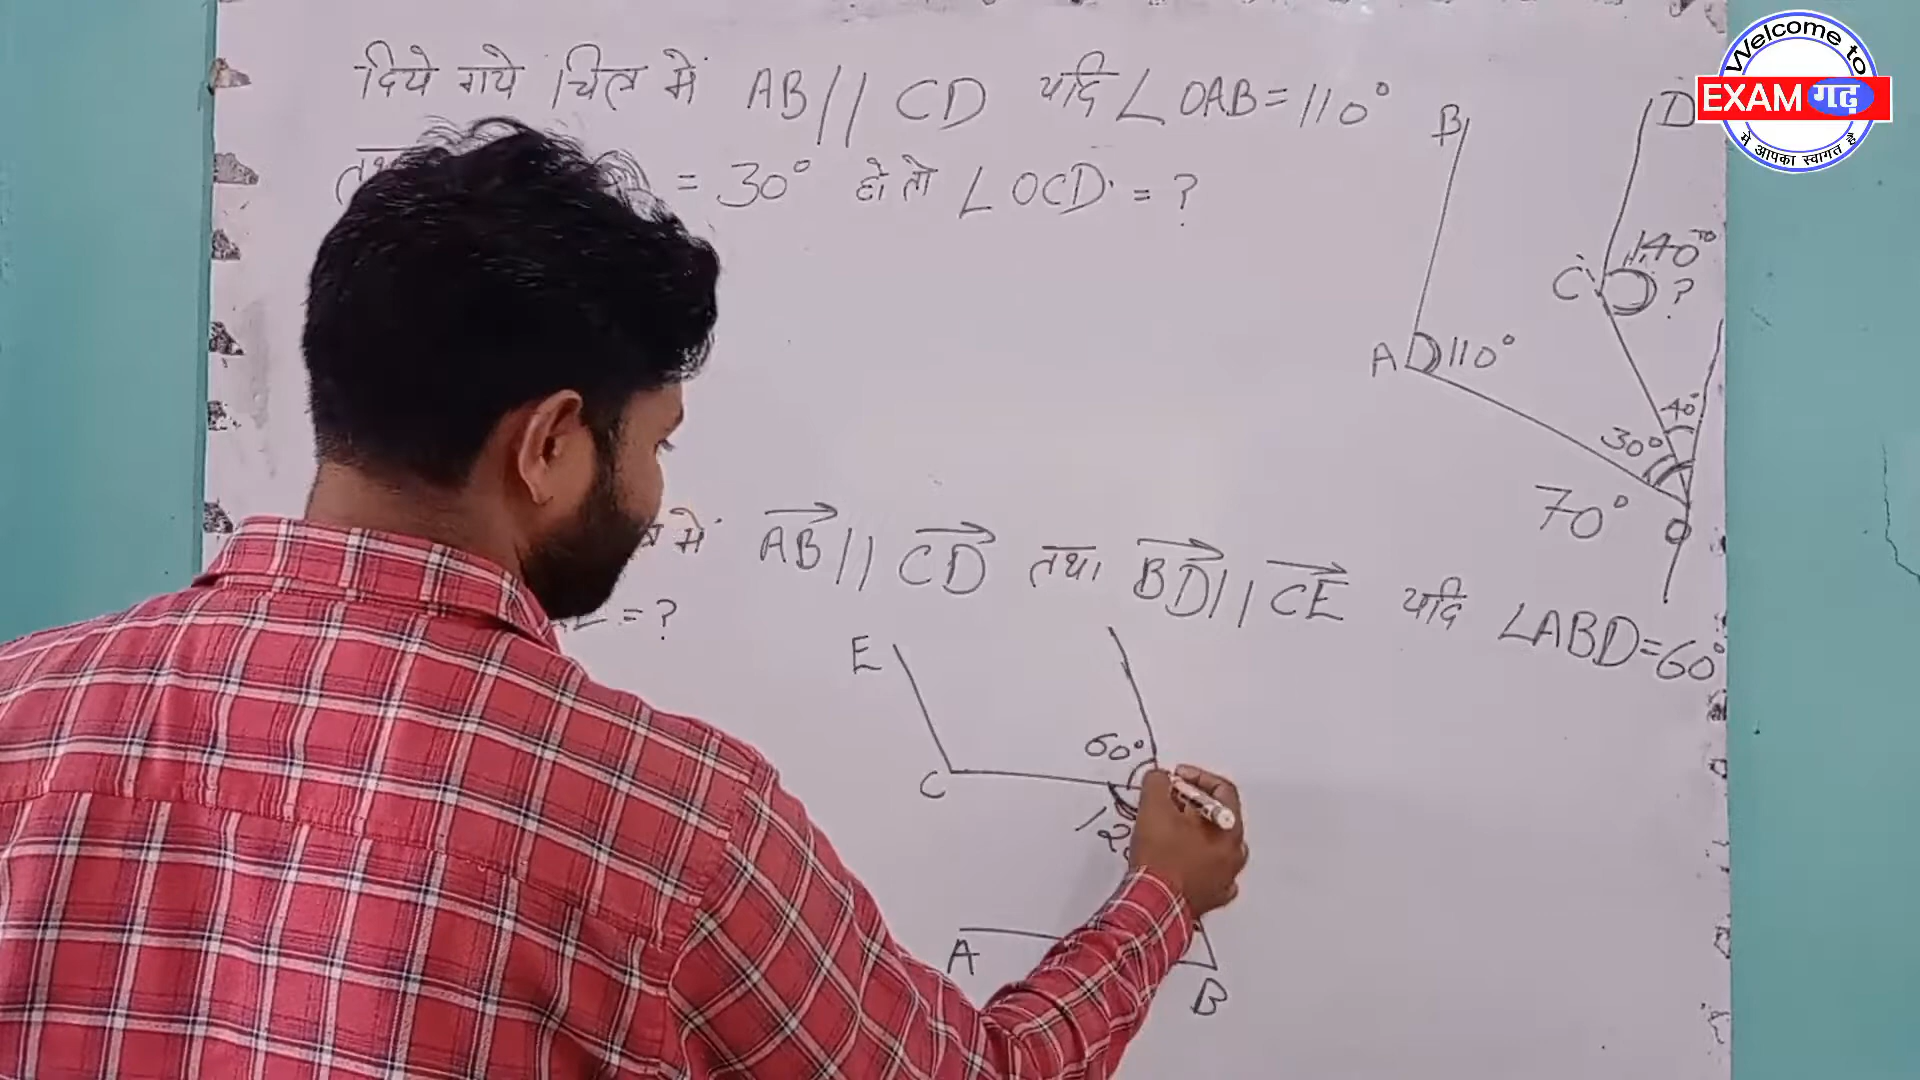 दिये गये चित्र में AB || CD यदि ∠OAB = 110°
= 30° हो तो ∠OCD = ?
B
D
C
140°
?
A
110°
40°
30°
70°
O
में AB || CD तथा BD || CE यदि ∠ABD = 60°
= ?
E
60°
C
A
B
Welcome to
EXAM गढ़
मे आपका स्वागत है